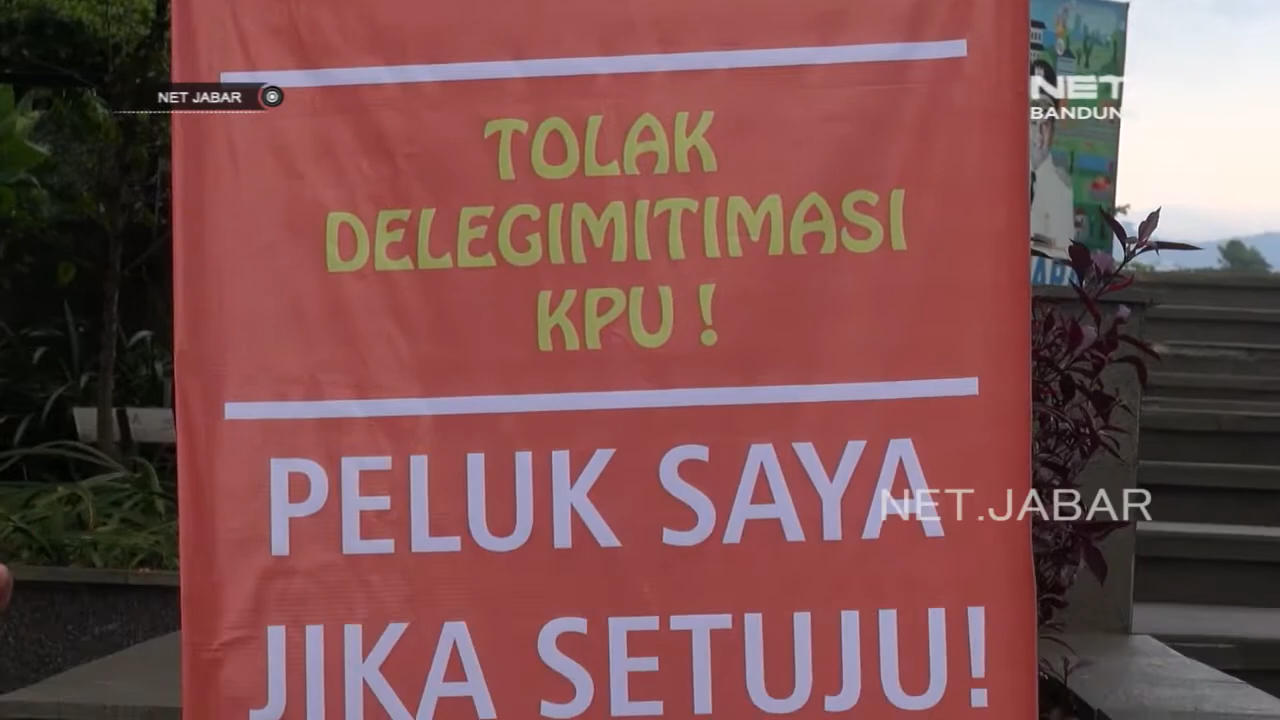 NET JABAR
NET
BANDUNG
TOLAK
DELEGIMITIMASI
KPU !
PELUK SAYA
NET.JABAR
JIKA SETUJU!